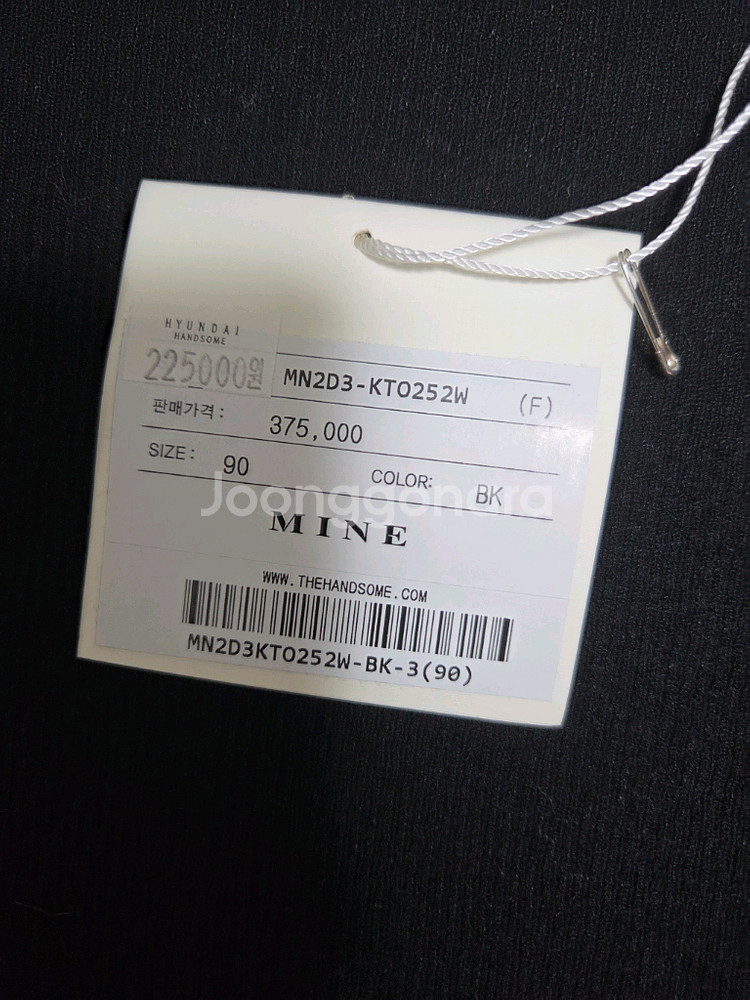 HYUNDAI
HANDSOME
225000원
MN2D3-KTO252W (F)
판매가격: 375,000
SIZE: 90 COLOR: BK
Joonggonara
MINE
WWW.THEHANDSOME.COM
MN2D3KTO252W-BK-3(90)